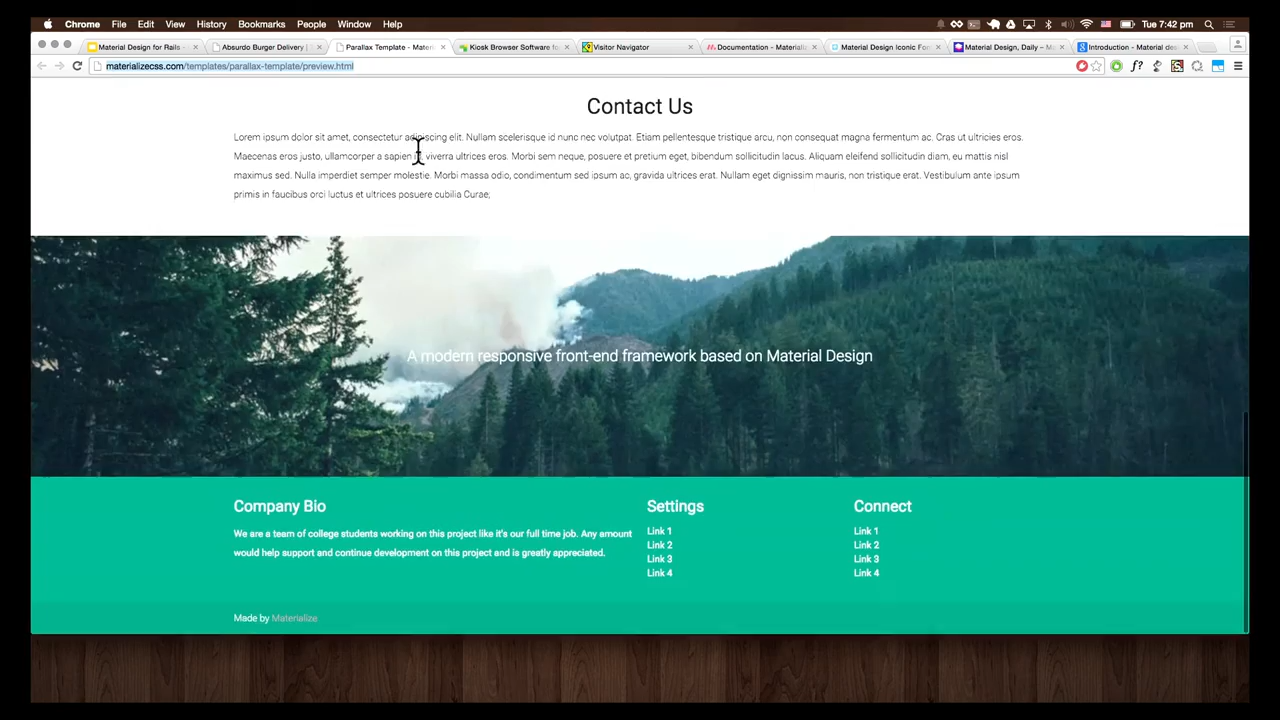 Chrome File Edit View History Bookmarks People Window Help Tue 7:42 pm
Material Design for Rails - Absurdo Burger Delivery | Parallax Template - Mater Kiosk Browser Software fo Visitor Navigator Documentation - Materializ Material Design Iconic Fon Material Design, Daily – M Introduction - Material des
materializecss.com/templates/parallax-template/preview.html f?
Contact Us
Lorem ipsum dolor sit amet, consectetur adipiscing elit. Nullam scelerisque id nunc nec volutpat. Etiam pellentesque tristique arcu, non consequat magna fermentum ac. Cras ut ultricies eros.
Maecenas eros justo, ullamcorper a sapien viverra ultrices eros. Morbi sem neque, posuere et pretium eget, bibendum sollicitudin lacus. Aliquam eleifend sollicitudin diam, eu mattis nisl
maximus sed. Nulla imperdiet semper molestie. Morbi massa odio, condimentum sed ipsum ac, gravida ultrices erat. Nullam eget dignissim mauris, non tristique erat. Vestibulum ante ipsum
primis in faucibus orci luctus et ultrices posuere cubilia Curae;
A modern responsive front-end framework based on Material Design
Company Bio Settings Connect
We are a team of college students working on this project like it's our full time job. Any amount
would help support and continue development on this project and is greatly appreciated.
Link 1 Link 1
Link 2 Link 2
Link 3 Link 3
Link 4 Link 4
Made by Materialize